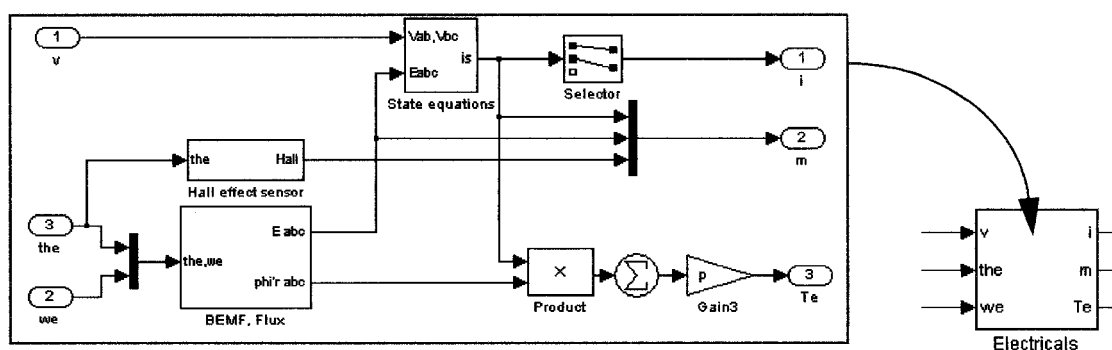 1
v
Vab,Vbc
is
Eabc
State equations
Selector
1
i
2
m
the
Hall
Hall effect sensor
3
the
2
we
the,we
E abc
phi'r abc
BEMF, Flux
×
Product
Σ
p
Gain3
3
Te
v
i
the
m
we
Te
Electricals